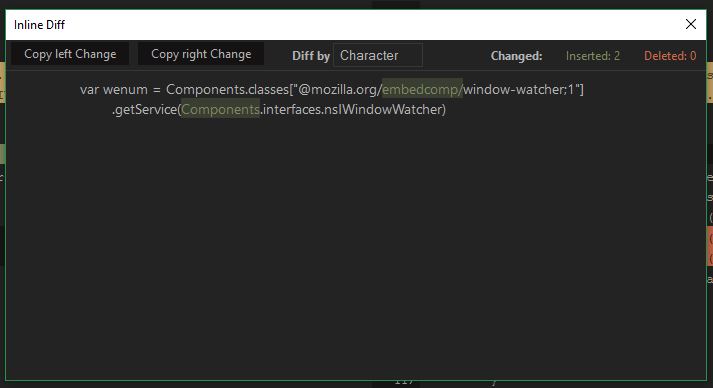 Inline Diff
Copy left Change Copy right Change Diff by Character Changed: Inserted: 2 Deleted: 0
var wenum = Components.classes["@mozilla.org/embedcomp/window-watcher;1"]
.getService(Components.interfaces.nsIWindowWatcher)